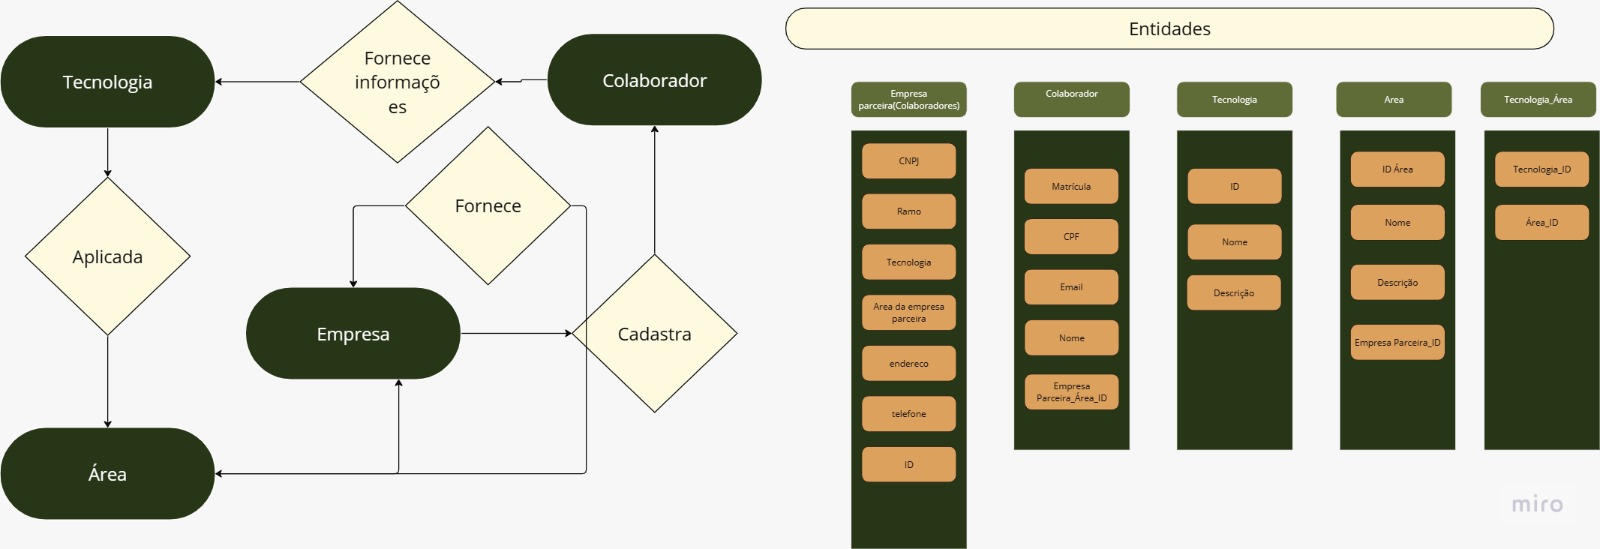 Tecnologia
Fornece
informaçõ
es
Colaborador
Aplicada
Fornece
Empresa
Cadastra
Área
Entidades
Empresa
parceira(Colaboradores)
CNPJ
Ramo
Tecnologia
Area da empresa
parceira
endereco
telefone
ID
Colaborador
Matrícula
CPF
Email
Nome
Empresa
Parceira_Área_ID
Tecnologia
ID
Nome
Descrição
Area
ID Área
Nome
Descrição
Empresa Parceira_ID
Tecnologia_Área
Tecnologia_ID
Área_ID
miro